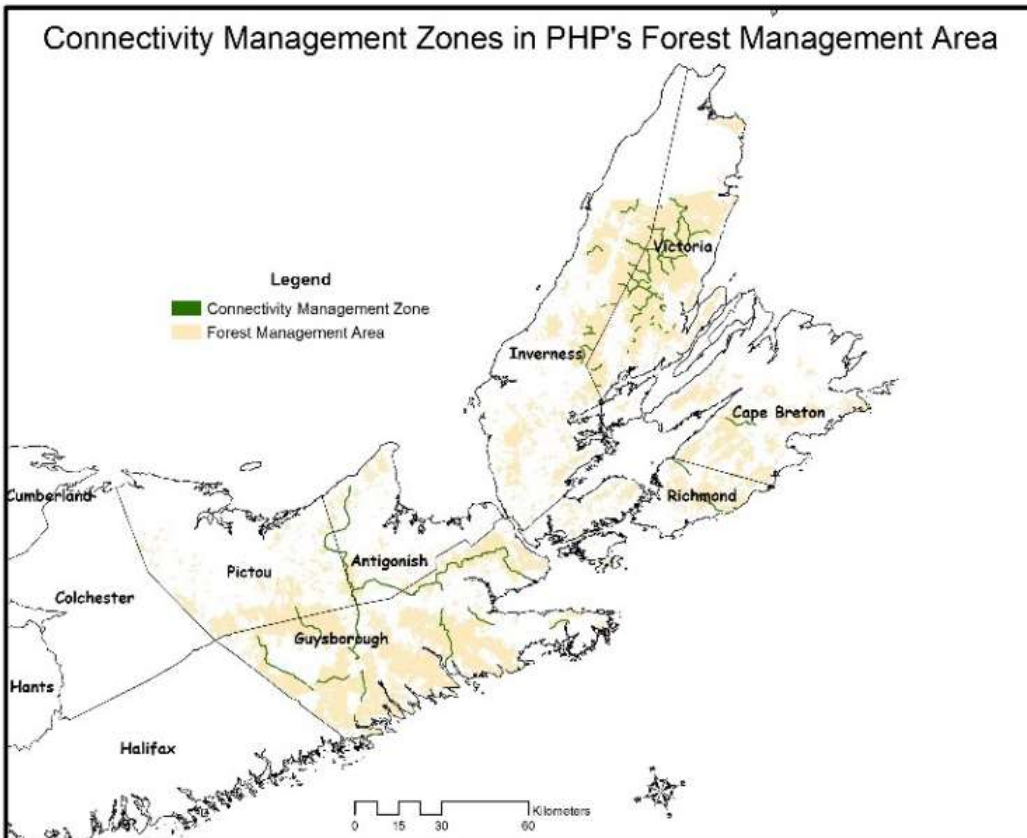 Connectivity Management Zones in PHP's Forest Management Area
Legend
Connectivity Management Zone
Forest Management Area
Victoria
Inverness
Cape Breton
Richmond
Cumberland
Antigonish
Pictou
Colchester
Guysborough
Hants
Halifax
Kilometers
0 15 30 60